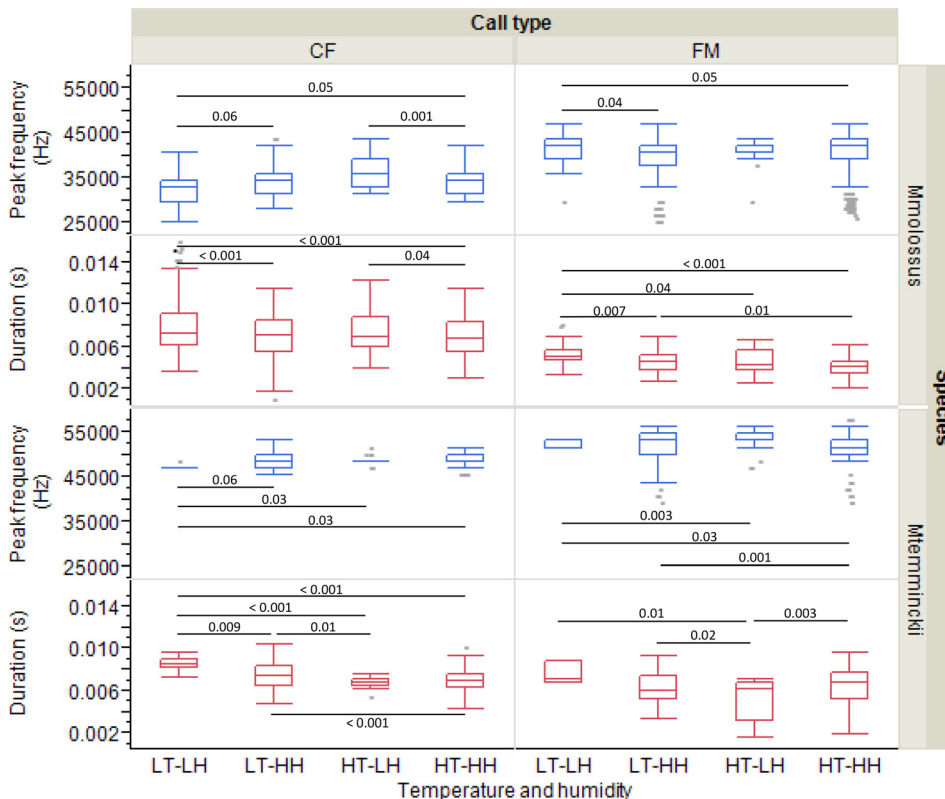 Call type
CF FM
Peak frequency
(Hz)
55000
45000
35000
25000
0.05
0.06 0.001
0.05
0.04
Mmolossus
Duration (s)
0.014
0.010
0.006
0.002
< 0.001
< 0.001 0.04
< 0.001
0.04
0.007 0.01
Species
Peak frequency
(Hz)
55000
45000
35000
25000
0.06
0.03
0.03
0.003
0.03
0.001
Mtemminckii
Duration (s)
0.014
0.010
0.006
0.002
< 0.001
< 0.001
0.009 0.01
< 0.001
0.01 0.003
0.02
LT-LH LT-HH HT-LH HT-HH LT-LH LT-HH HT-LH HT-HH
Temperature and humidity